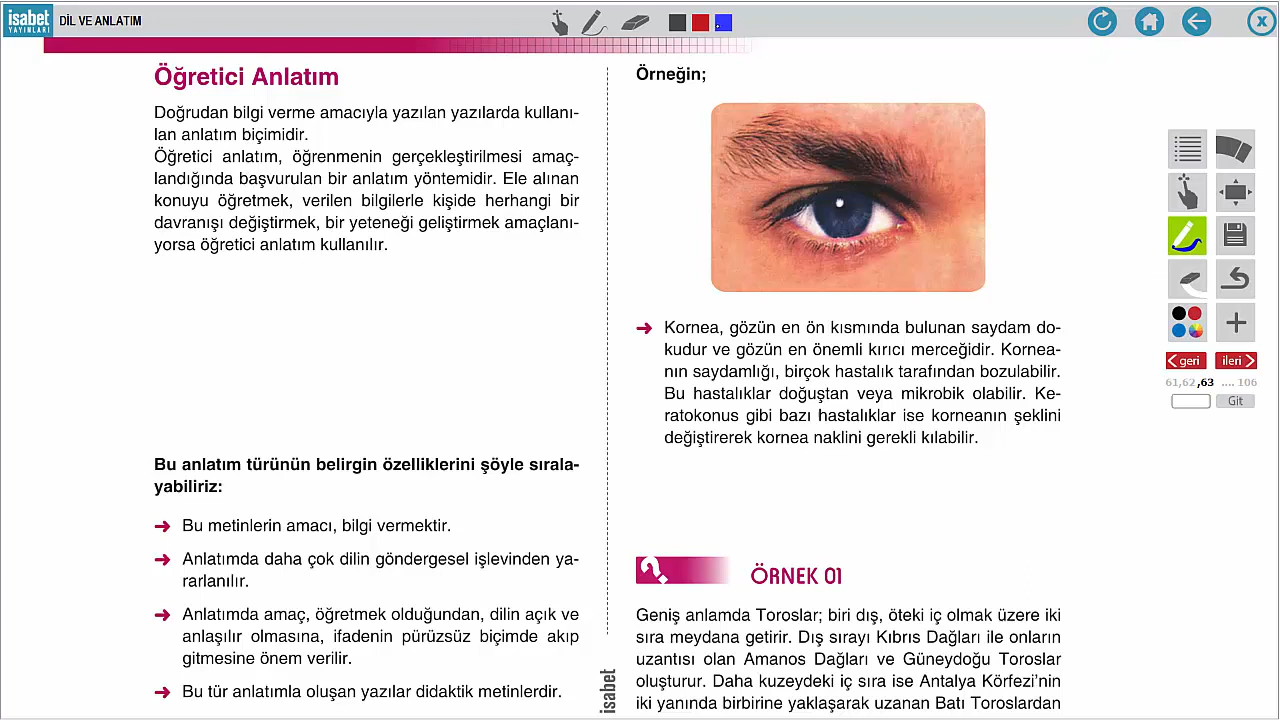 isabet
YAYINLARI
DİL VE ANLATIM
Öğretici Anlatım
Doğrudan bilgi verme amacıyla yazılan yazılarda kullanı-
lan anlatım biçimidir.
Öğretici anlatım, öğrenmenin gerçekleştirilmesi amaç-
landığında başvurulan bir anlatım yöntemidir. Ele alınan
konuyu öğretmek, verilen bilgilerle kişide herhangi bir
davranışı değiştirmek, bir yeteneği geliştirmek amaçlanı-
yorsa öğretici anlatım kullanılır.
Bu anlatım türünün belirgin özelliklerini şöyle sırala-
yabiliriz:
Bu metinlerin amacı, bilgi vermektir.
Anlatımda daha çok dilin göndergesel işlevinden ya-
rarlanılır.
Anlatımda amaç, öğretmek olduğundan, dilin açık ve
anlaşılır olmasına, ifadenin pürüzsüz biçimde akıp
gitmesine önem verilir.
Bu tür anlatımla oluşan yazılar didaktik metinlerdir.
isabet
Örneğin;
Kornea, gözün en ön kısmında bulunan saydam do-
kudur ve gözün en önemli kırıcı merceğidir. Kornea-
nın saydamlığı, birçok hastalık tarafından bozulabilir.
Bu hastalıklar doğuştan veya mikrobik olabilir. Ke-
ratokonus gibi bazı hastalıklar ise korneanın şeklini
değiştirerek kornea naklini gerekli kılabilir.
ÖRNEK 01
Geniş anlamda Toroslar; biri dış, öteki iç olmak üzere iki
sıra meydana getirir. Dış sırayı Kıbrıs Dağları ile onların
uzantısı olan Amanos Dağları ve Güneydoğu Toroslar
oluşturur. Daha kuzeydeki iç sıra ise Antalya Körfezi'nin
iki yanında birbirine yaklaşarak uzanan Batı Toroslardan
geri ileri
61,62,63 .... 106
Git